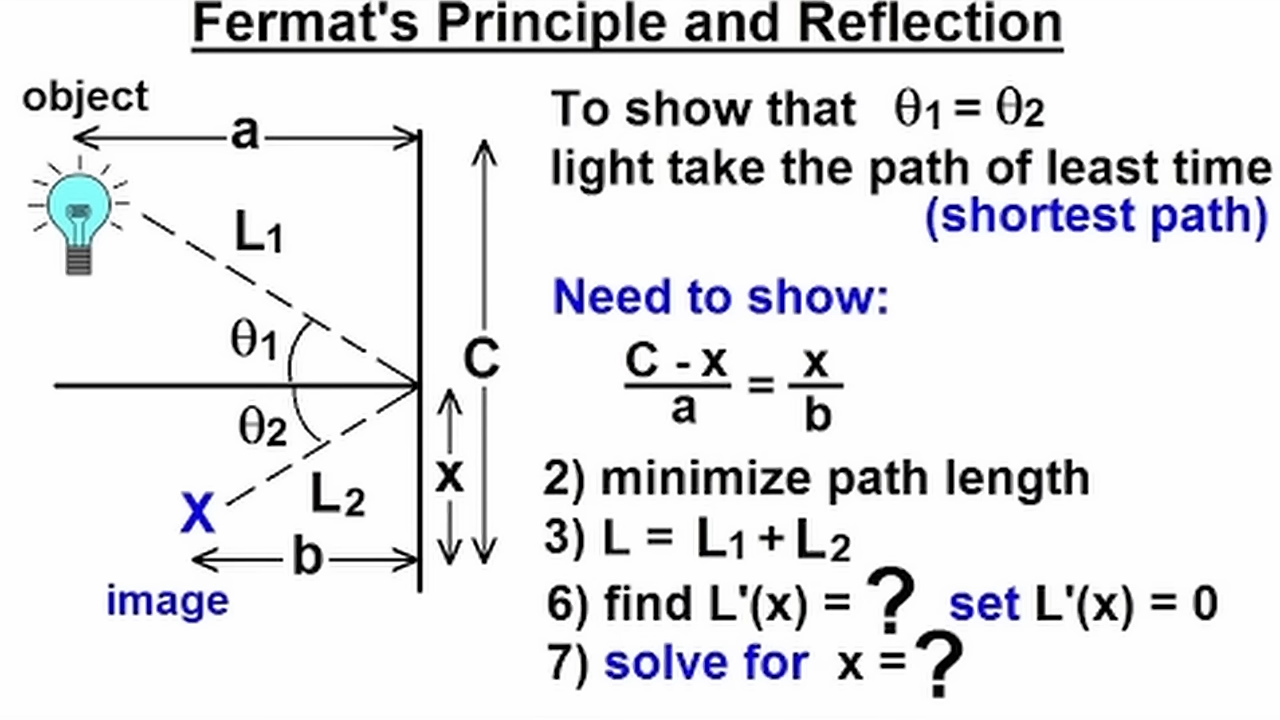 Fermat's Principle and Reflection
object
a
L1
θ1
θ2
L2
X
b
image
C
x
To show that θ1 = θ2
light take the path of least time
(shortest path)
Need to show:
C - x / a = x / b
2) minimize path length
3) L = L1 + L2
6) find L'(x) = ? set L'(x) = 0
7) solve for x = ?